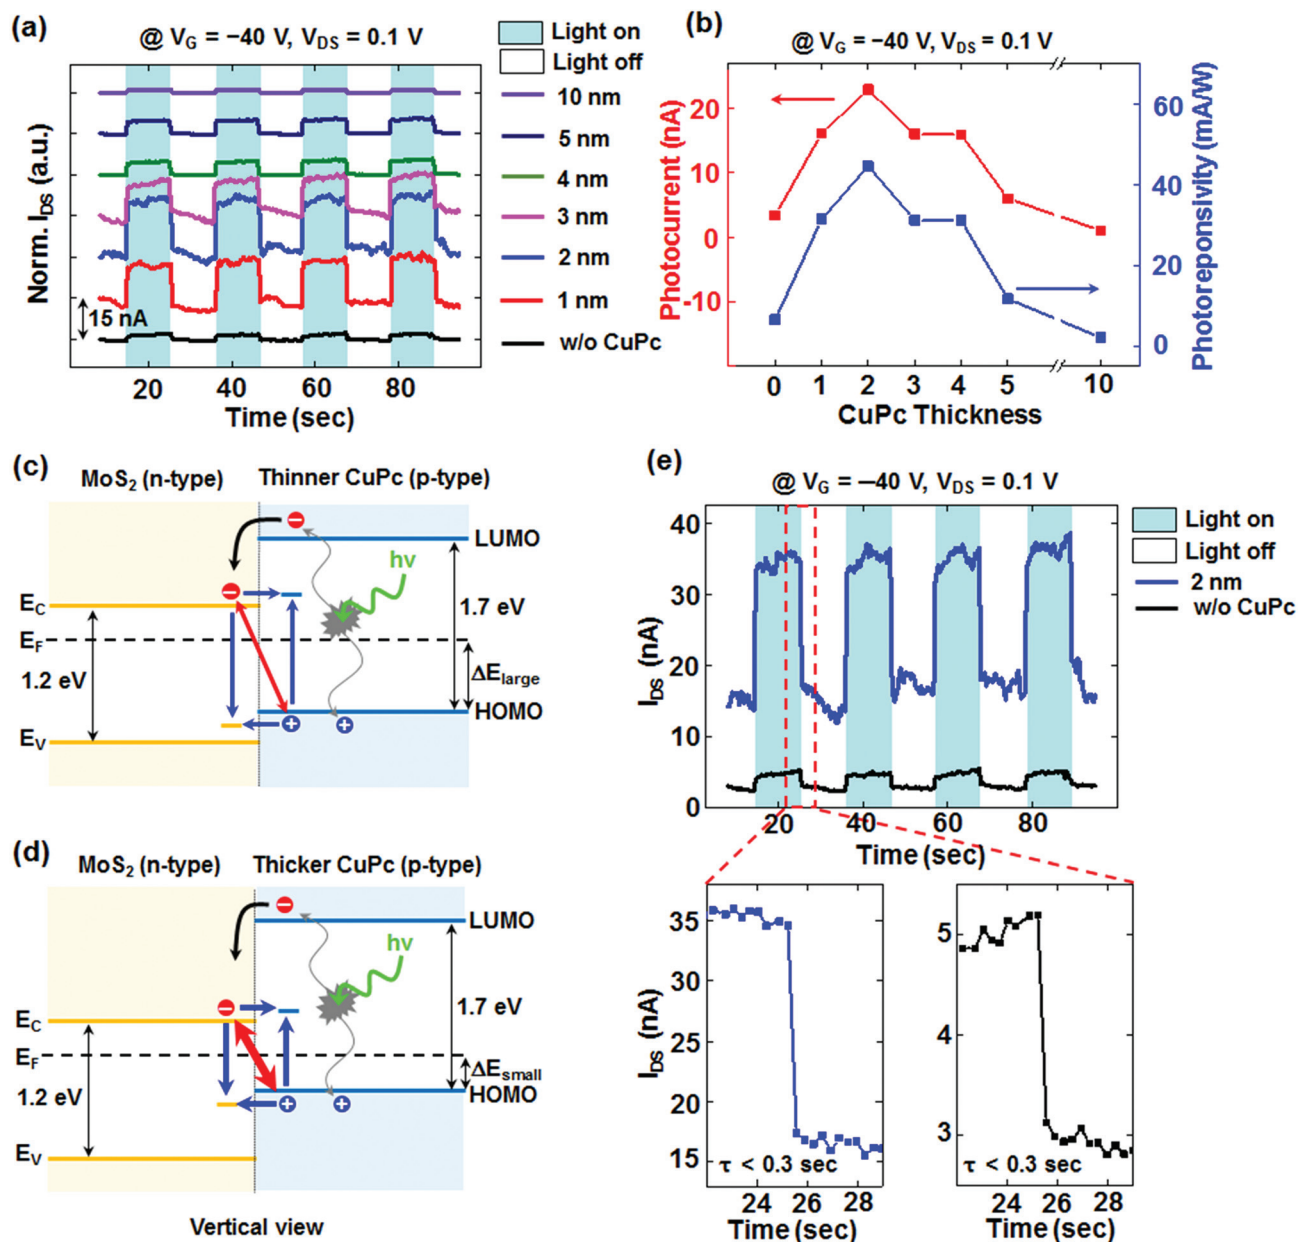 (a)
@ V_G = −40 V, V_DS = 0.1 V
Light on
Light off
10 nm
5 nm
4 nm
3 nm
2 nm
1 nm
w/o CuPc
Norm. I_DS (a.u.)
15 nA
20 40 60 80
Time (sec)
(b)
@ V_G = −40 V, V_DS = 0.1 V
Photocurrent (nA)
20
10
0
-10
Photoreponsivity (mA/W)
60
40
20
0
0 1 2 3 4 5 10
CuPc Thickness
(c)
MoS₂ (n-type) Thinner CuPc (p-type)
LUMO
hv
E_C
1.7 eV
E_F
1.2 eV
ΔE_large
HOMO
E_V
(d)
MoS₂ (n-type) Thicker CuPc (p-type)
LUMO
hv
1.7 eV
E_C
E_F
ΔE_small
1.2 eV
HOMO
E_V
Vertical view
(e)
@ V_G = −40 V, V_DS = 0.1 V
Light on
Light off
2 nm
w/o CuPc
I_DS (nA)
40
30
20
10
0
20 40 60 80
Time (sec)
I_DS (nA)
35
30
25
20
15
τ < 0.3 sec
24 26 28
Time (sec)
I_DS (nA)
5
4
3
τ < 0.3 sec
24 26 28
Time (sec)